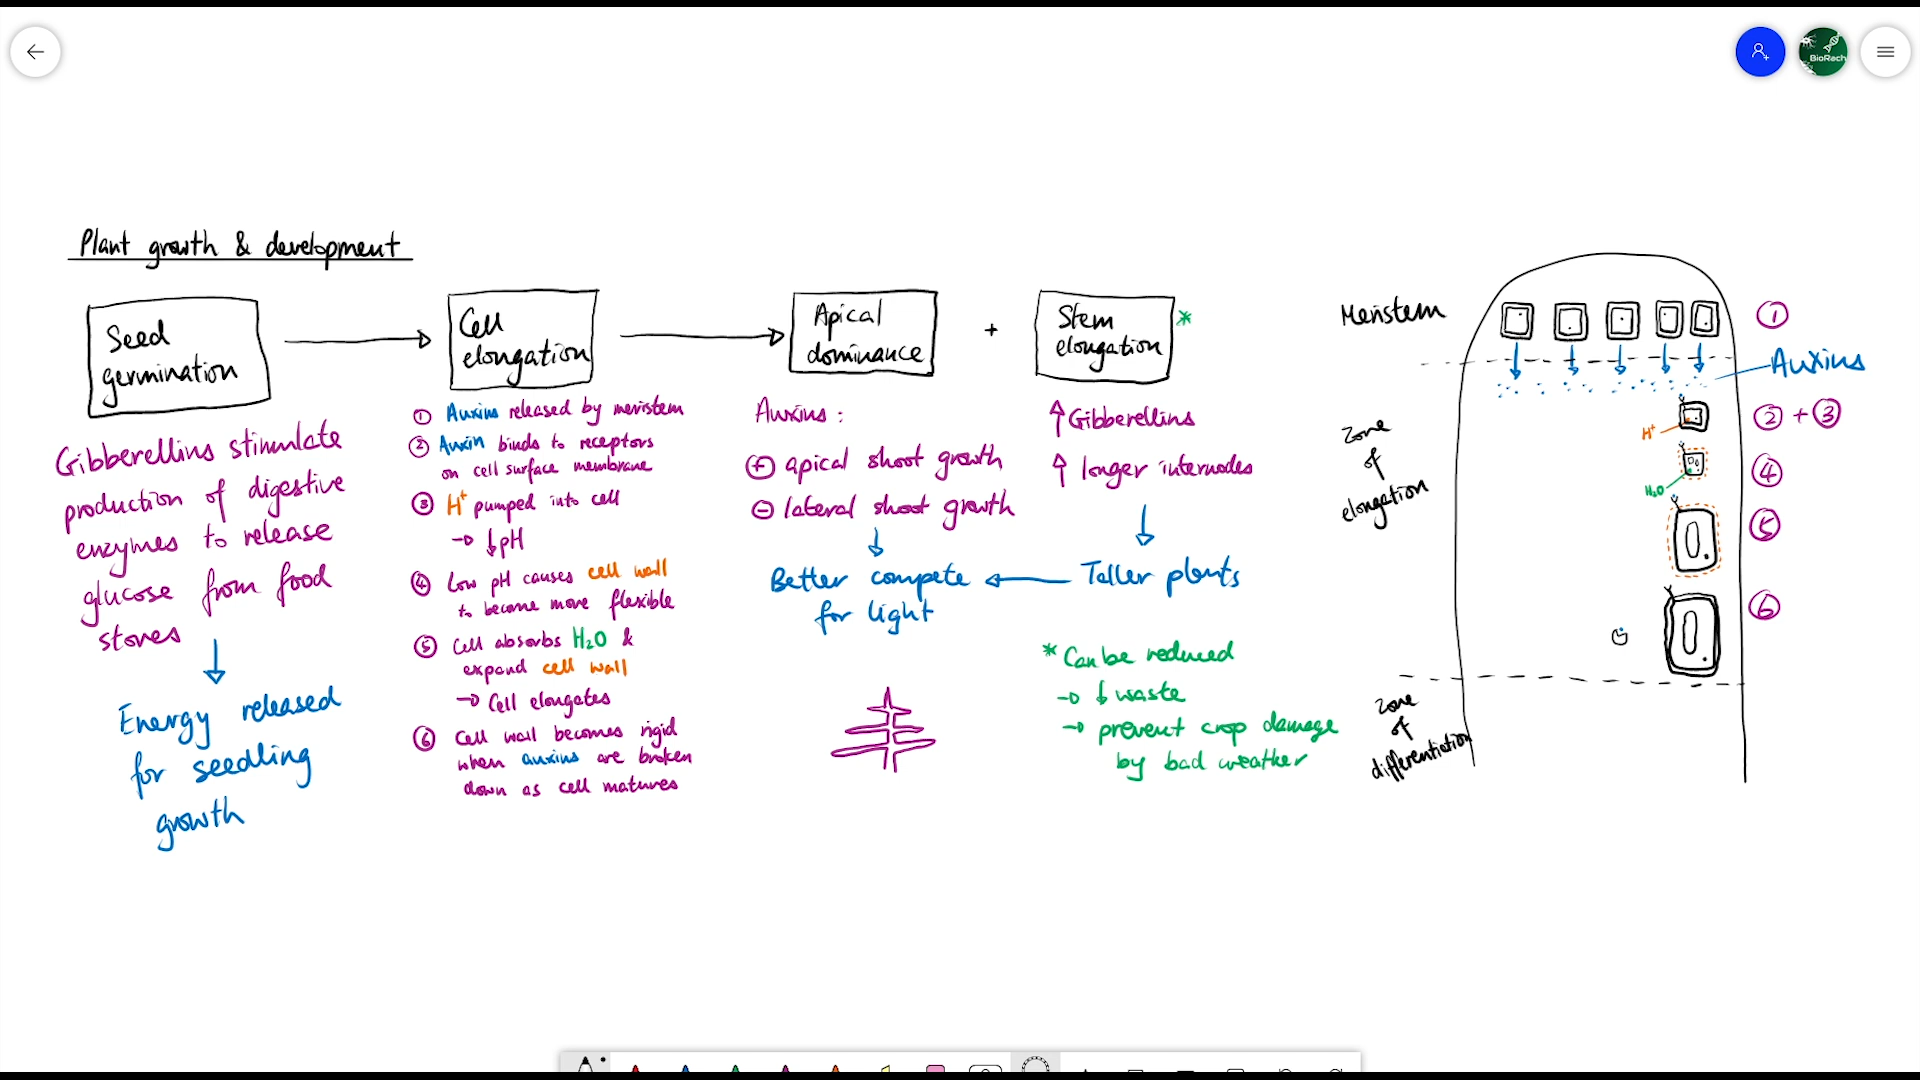 BioRach
Plant growth & development
Seed
germination
Gibberellins stimulate
production of digestive
enzymes to release
glucose from food
stores
Energy released
for seedling
growth
Cell
elongation
① Auxins released by meristem
② Auxin binds to receptors
on cell surface membrane
③ H⁺ pumped into cell
→ ↓pH
④ Low pH causes cell wall
to become more flexible
⑤ Cell absorbs H₂O &
expand cell wall
→ Cell elongates
⑥ Cell wall becomes rigid
when auxins are broken
down as cell matures
Apical
dominance
Auxins:
⊕ apical shoot growth
⊖ lateral shoot growth
Better compete
for light
+
Stem
elongation
*
↑ Gibberellins
↑ longer internodes
Taller plants
* Can be reduced
→ ↓ waste
→ prevent crop damage
by bad weather
Meristem
①
Auxins
Zone
of
elongation
H⁺
② + ③
H₂O
④
⑤
⑥
Zone
of
differentiation